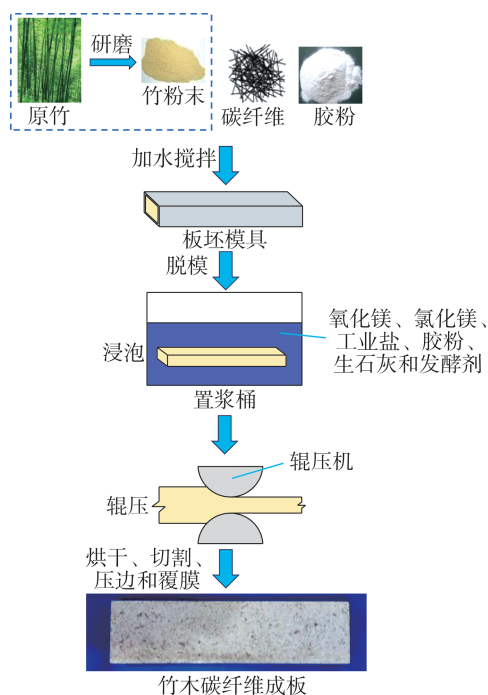 研磨
原竹
竹粉末
碳纤维
胶粉
加水搅拌
板坯模具
脱模
氧化镁、氯化镁、
工业盐、胶粉、
生石灰和发酵剂
浸泡
置浆桶
辊压机
辊压
烘干、切割、
压边和覆膜
竹木碳纤维成板